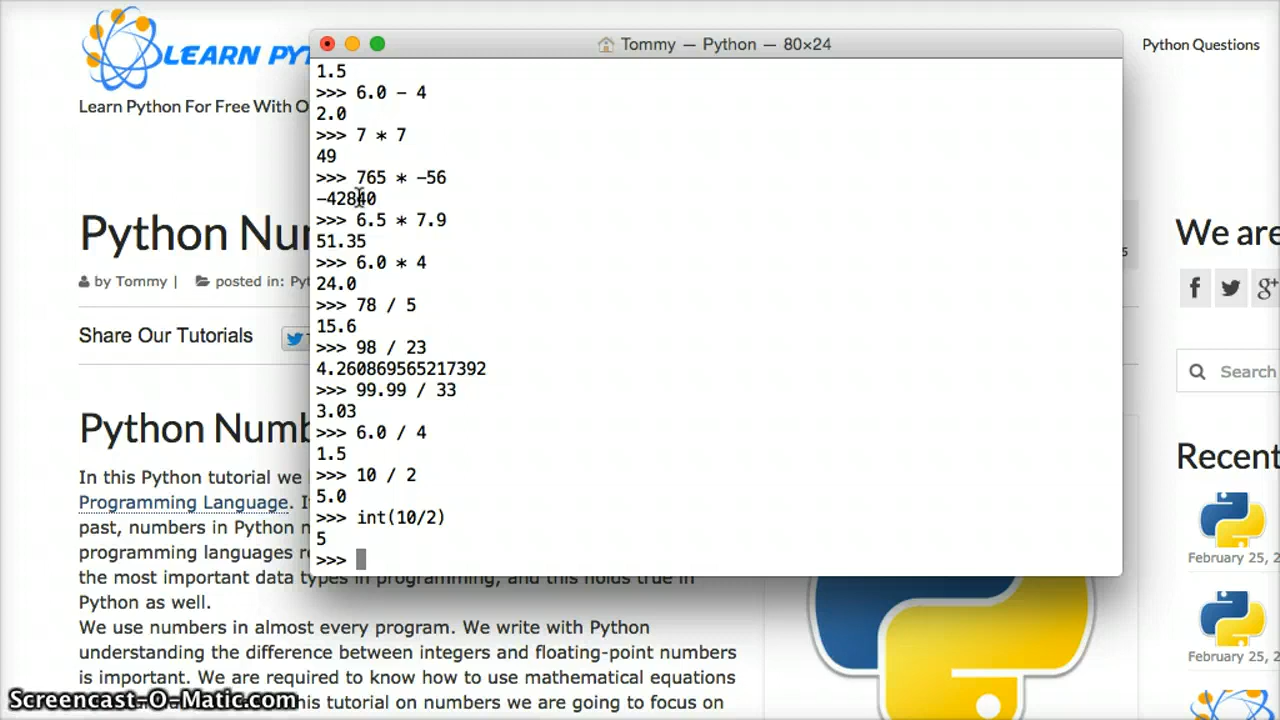 LEARN PY
Learn Python For Free With O
Python Questions
Tommy — Python — 80×24
1.5
>>> 6.0 - 4
2.0
>>> 7 * 7
49
>>> 765 * -56
-42840
>>> 6.5 * 7.9
51.35
>>> 6.0 * 4
24.0
>>> 78 / 5
15.6
>>> 98 / 23
4.260869565217392
>>> 99.99 / 33
3.03
>>> 6.0 / 4
1.5
>>> 10 / 2
5.0
>>> int(10/2)
5
>>>
Python Nu
by Tommy | posted in: Py
Share Our Tutorials
5
Python Numb
In this Python tutorial we
Programming Language. I
past, numbers in Python n
programming languages r
the most important data types in programming, and this holds true in
Python as well.
We use numbers in almost every program. We write with Python
understanding the difference between integers and floating-point numbers
is important. We are required to know how to use mathematical equations
his tutorial on numbers we are going to focus on
We are
f
g+
Search
Recent
February 25, 2
February 25, 2
Screencast-O-Matic.com